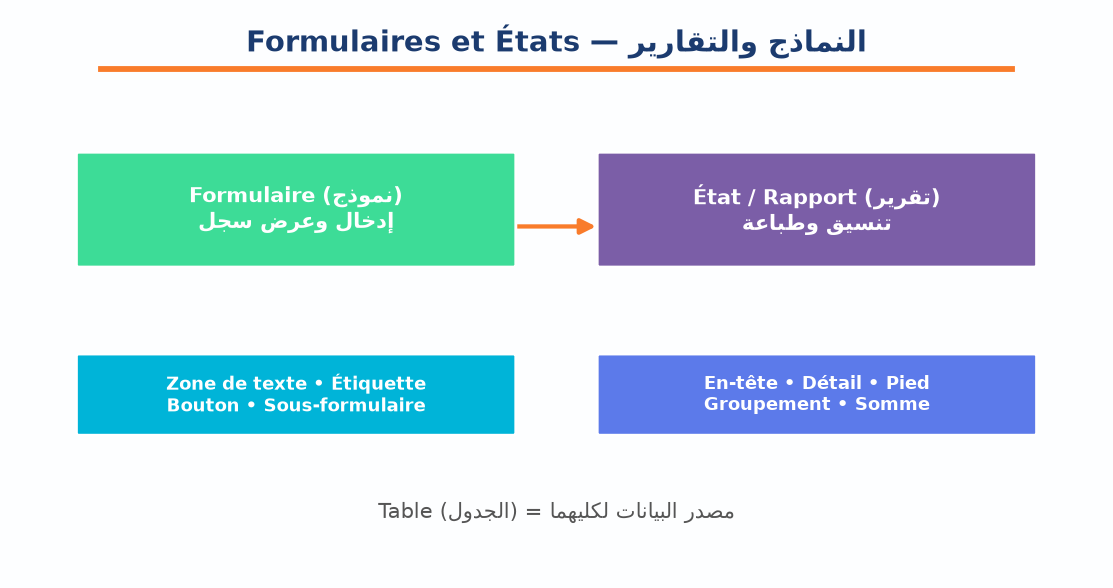 Formulaires et États — النماذج والتقارير
Formulaire (نموذج)
إدخال وعرض سجل
État / Rapport (تقرير)
تنسيق وطباعة
Zone de texte • Étiquette
Bouton • Sous-formulaire
En-tête • Détail • Pied
Groupement • Somme
Table (الجدول) = مصدر البيانات لكليهما